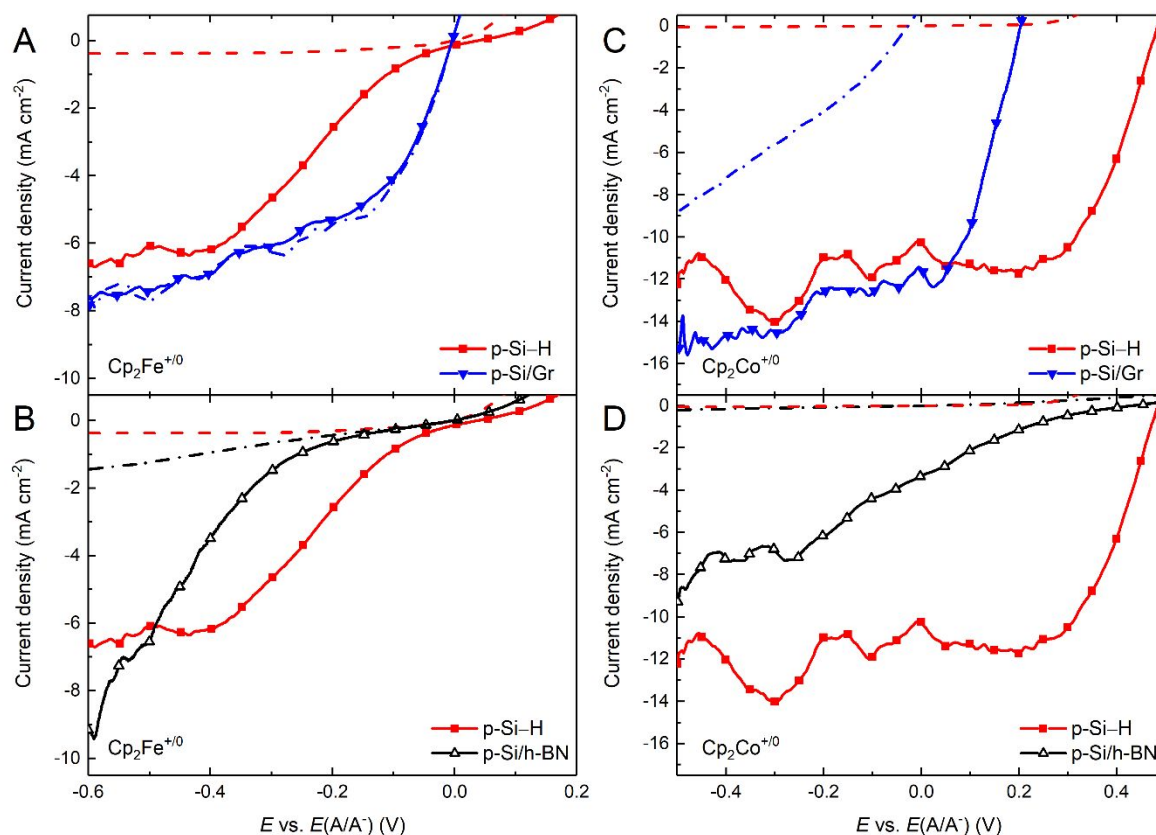 A
0
-2
-4
-6
-8
-10
Current density (mA cm⁻²)
Cp₂Fe⁺ᐟ⁰
p-Si–H
p-Si/Gr
C
0
-2
-4
-6
-8
-10
-12
-14
-16
Current density (mA cm⁻²)
Cp₂Co⁺ᐟ⁰
p-Si–H
p-Si/Gr
B
0
-2
-4
-6
-8
-10
Current density (mA cm⁻²)
Cp₂Fe⁺ᐟ⁰
p-Si–H
p-Si/h-BN
-0.6
-0.4
-0.2
0.0
0.2
E vs. E(A/A⁻) (V)
D
0
-2
-4
-6
-8
-10
-12
-14
-16
Current density (mA cm⁻²)
Cp₂Co⁺ᐟ⁰
p-Si–H
p-Si/h-BN
-0.4
-0.2
0.0
0.2
0.4
E vs. E(A/A⁻) (V)